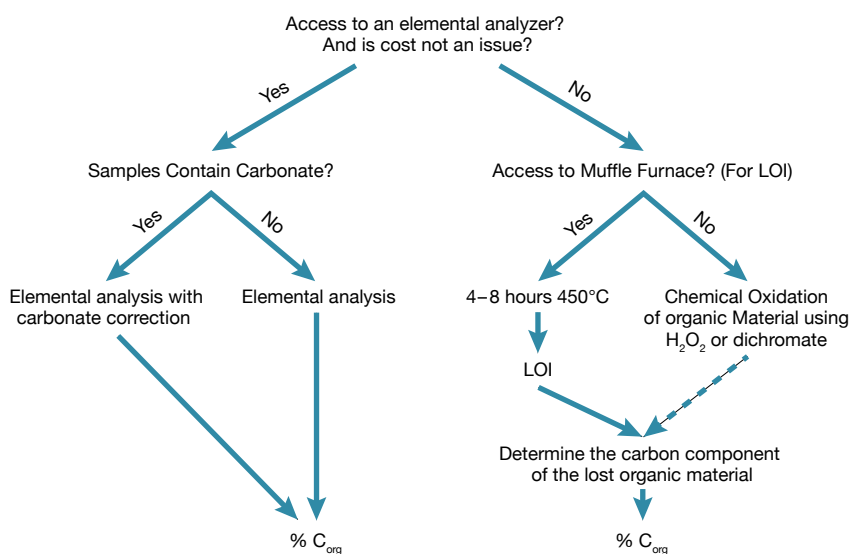 Access to an elemental analyzer?
And is cost not an issue?
Yes
No
Samples Contain Carbonate?
Access to Muffle Furnace? (For LOI)
Yes
No
Yes
No
Elemental analysis with
carbonate correction
Elemental analysis
4–8 hours 450°C
Chemical Oxidation
of organic Material using
H₂O₂ or dichromate
LOI
Determine the carbon component
of the lost organic material
% Corg
% Corg